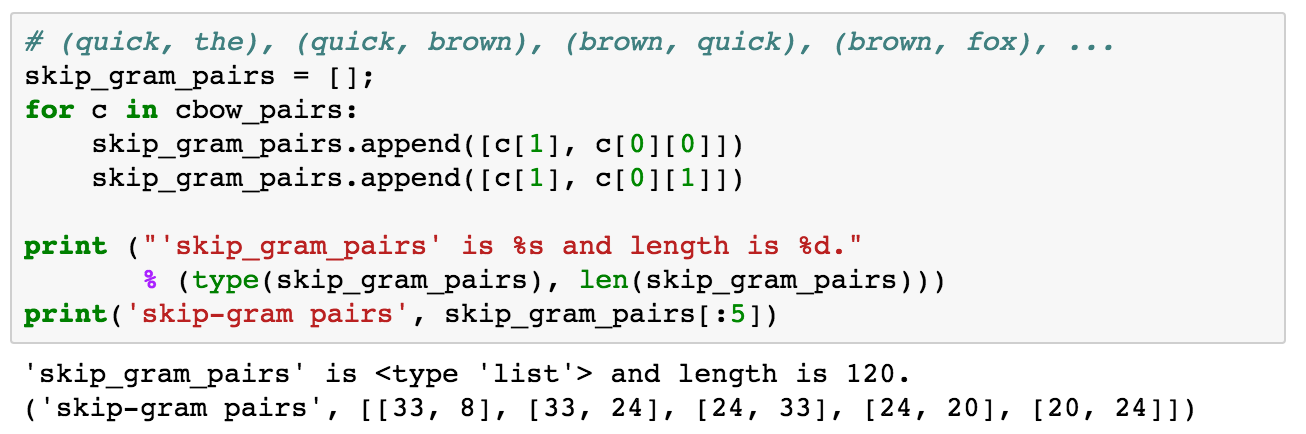 # (quick, the), (quick, brown), (brown, quick), (brown, fox), ...
skip_gram_pairs = [];
for c in cbow_pairs:
    skip_gram_pairs.append([c[1], c[0][0]])
    skip_gram_pairs.append([c[1], c[0][1]])

print ("'skip_gram_pairs' is %s and length is %d."
       % (type(skip_gram_pairs), len(skip_gram_pairs)))
print('skip-gram pairs', skip_gram_pairs[:5])
'skip_gram_pairs' is <type 'list'> and length is 120.
('skip-gram pairs', [[33, 8], [33, 24], [24, 33], [24, 20], [20, 24]])